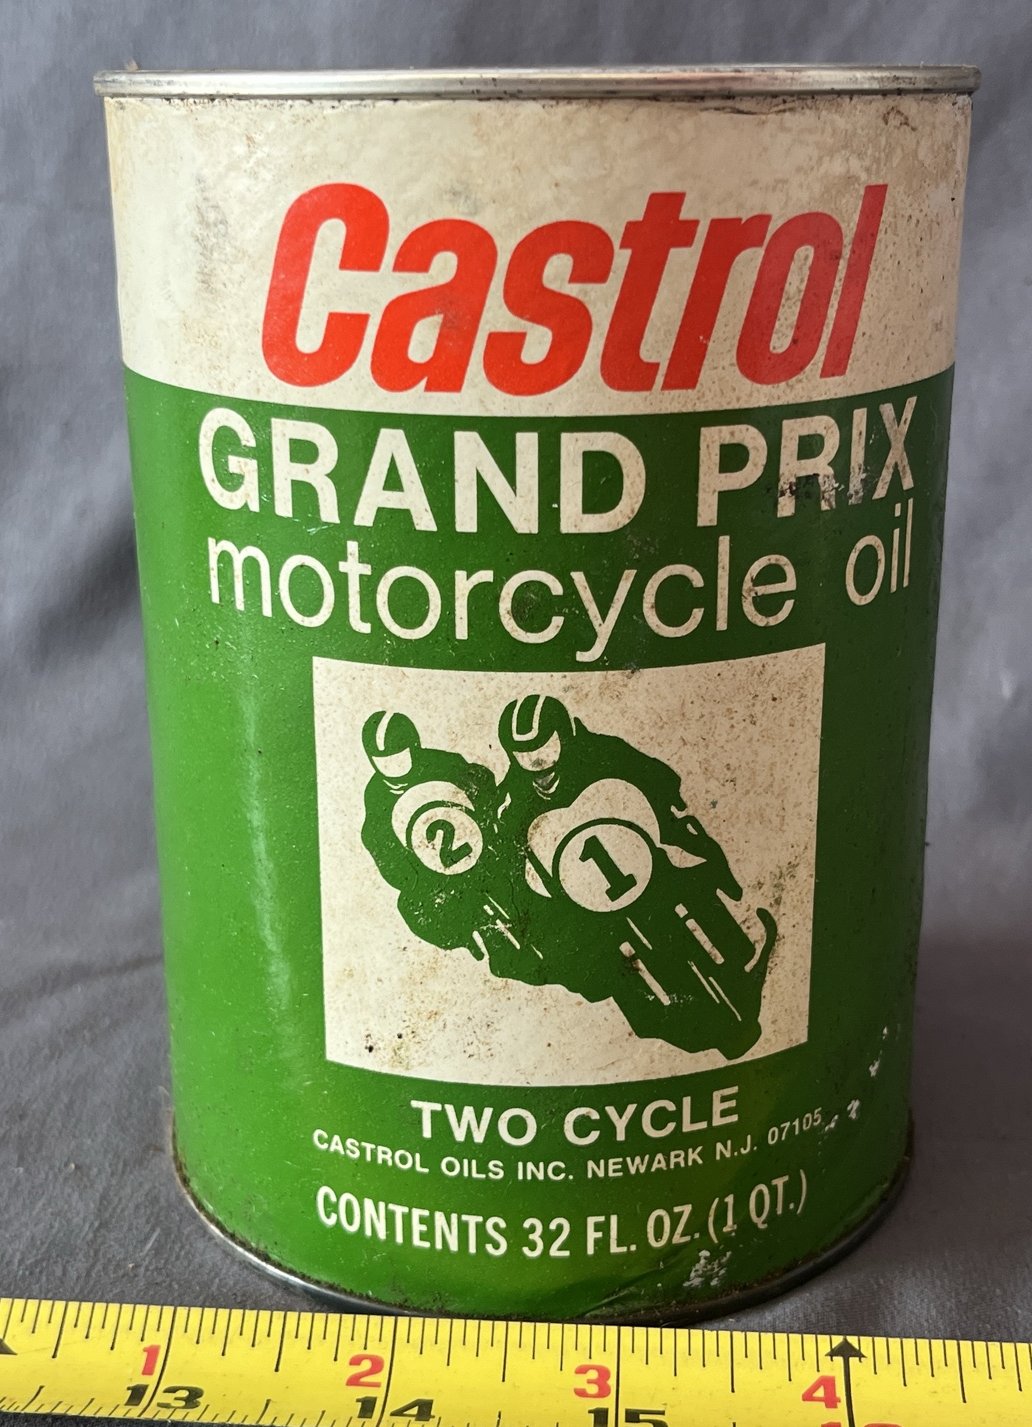 Castrol
GRAND PRIX
motorcycle oil
2
1
TWO CYCLE
CASTROL OILS INC. NEWARK N.J. 07105
CONTENTS 32 FL. OZ. (1 QT.)
1 2 3 4
13 14 15